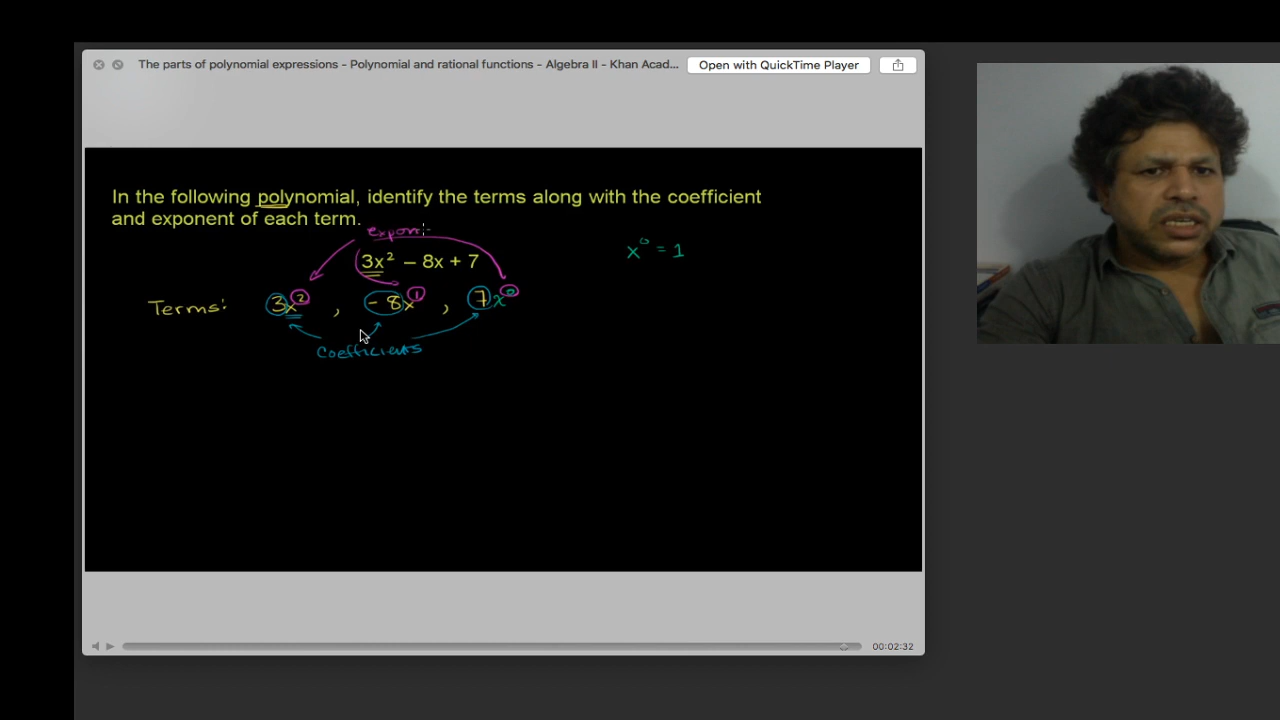 The parts of polynomial expressions - Polynomial and rational functions - Algebra II - Khan Acad...
Open with QuickTime Player
In the following polynomial, identify the terms along with the coefficient
and exponent of each term.
expon
3x² − 8x + 7
x⁰ = 1
Terms: 3x² , -8x¹ , 7x⁰
Coefficients
00:02:32